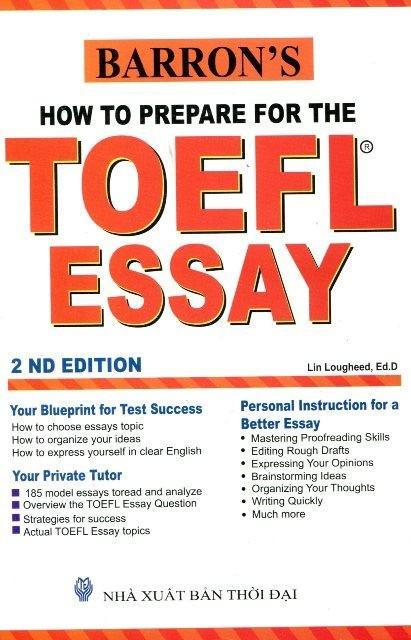 BARRON'S
HOW TO PREPARE FOR THE
TOEFL®
ESSAY
2 ND EDITION
Lin Lougheed, Ed.D
Your Blueprint for Test Success
How to choose essays topic
How to organize your ideas
How to express yourself in clear English
Your Private Tutor
185 model essays toread and analyze
Overview the TOEFL Essay Question
Strategies for success
Actual TOEFL Essay topics
Personal Instruction for a
Better Essay
• Mastering Proofreading Skills
• Editing Rough Drafts
• Expressing Your Opinions
• Brainstorming Ideas
• Organizing Your Thoughts
• Writing Quickly
• Much more
NHÀ XUẤT BẢN THỜI ĐẠI